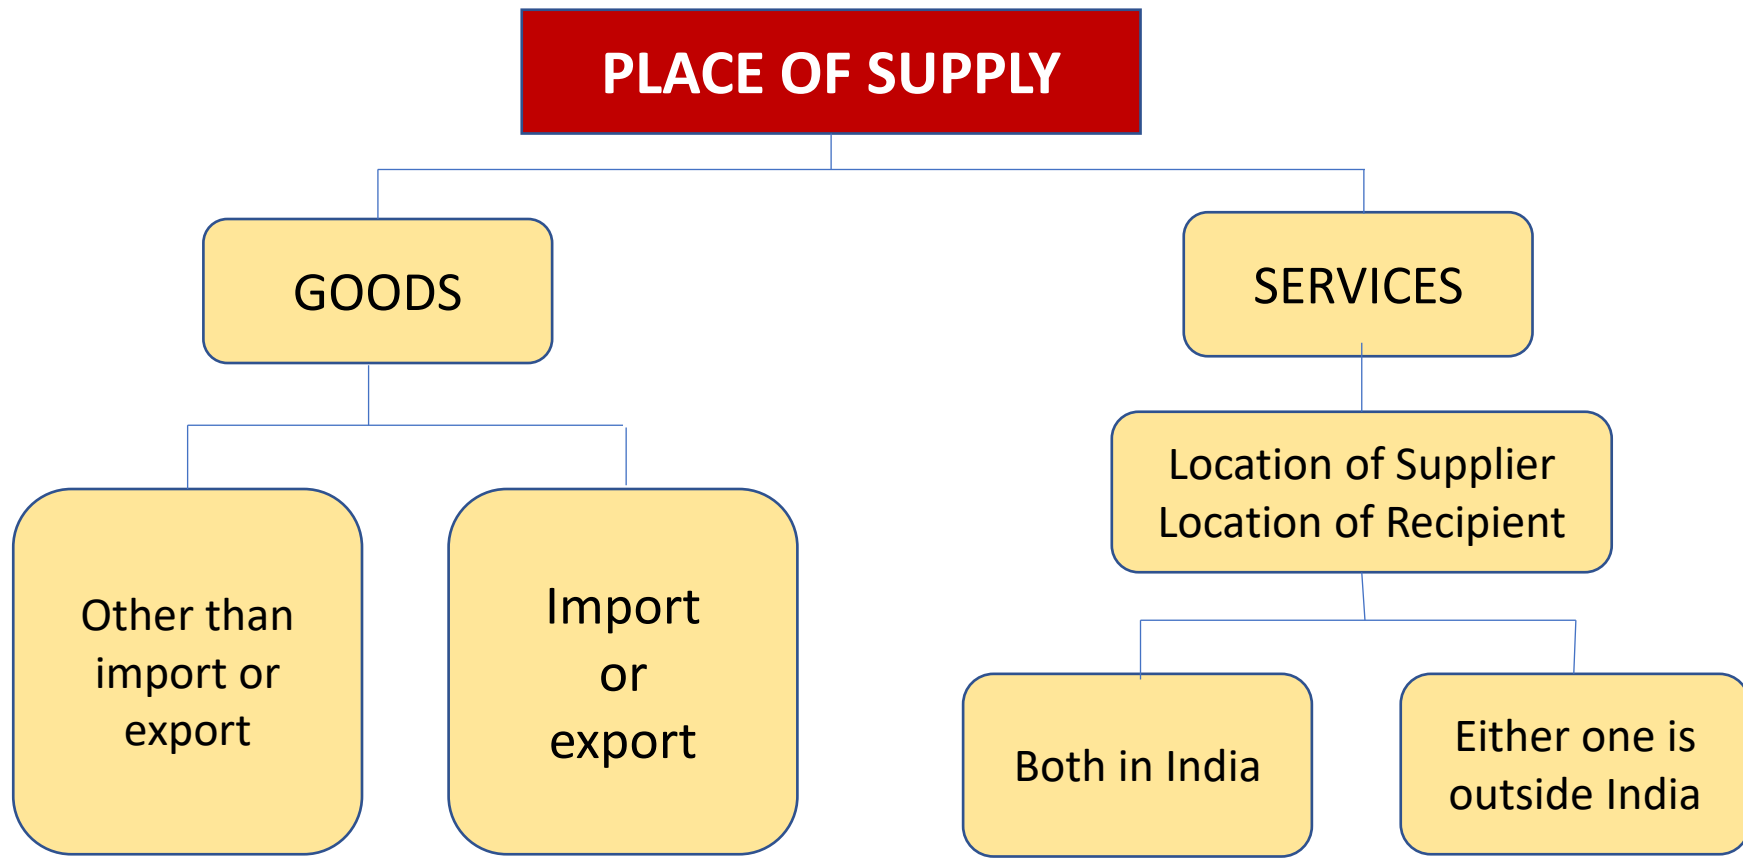 PLACE OF SUPPLY
GOODS
SERVICES
Other than
import or
export
Import
or
export
Location of Supplier
Location of Recipient
Both in India
Either one is
outside India